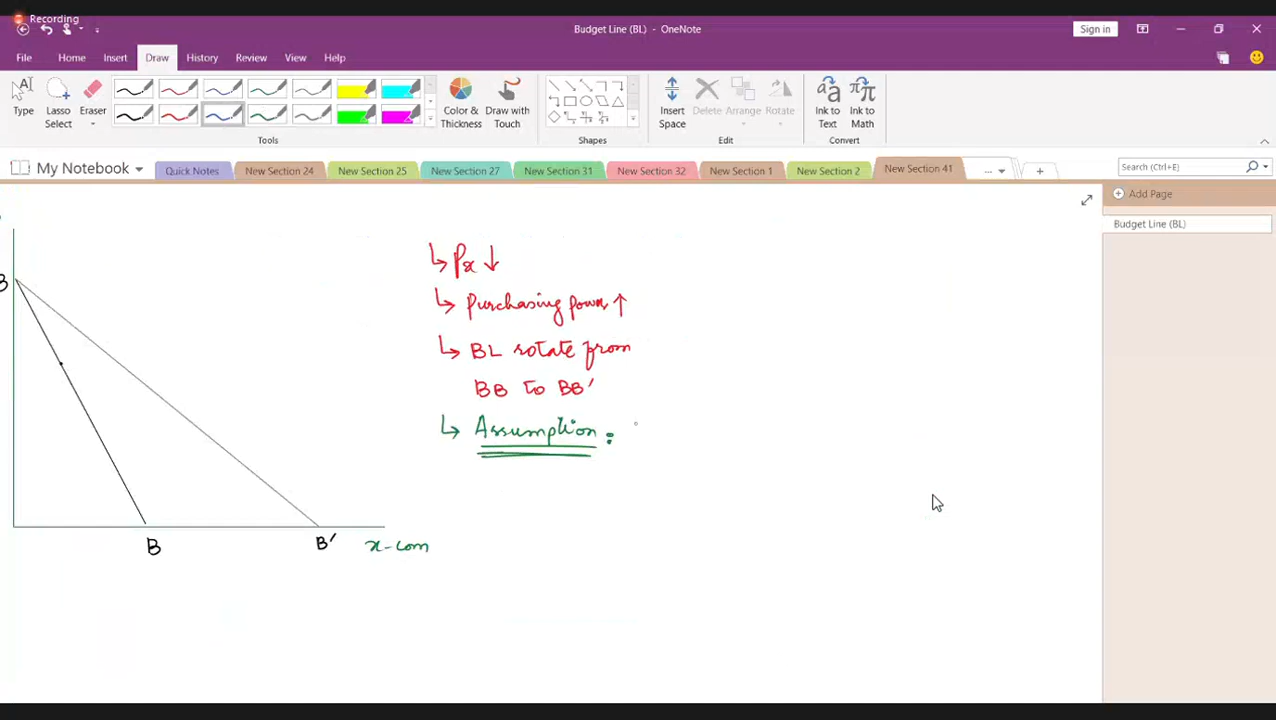 Recording
Budget Line (BL) - OneNote
Sign in
File Home Insert Draw History Review View Help
Type
Lasso Select
Eraser
Color & Thickness
Draw with Touch
Insert Space
Delete
Arrange
Rotate
Ink to Text
Ink to Math
Tools
Shapes
Edit
Convert
My Notebook
Quick Notes
New Section 24
New Section 25
New Section 27
New Section 31
New Section 32
New Section 1
New Section 2
New Section 41
...
Search (Ctrl+E)
Add Page
Budget Line (BL)
↳ Px ↓
B
↳ Purchasing power ↑
↳ BL rotate from
BB to BB′
↳ Assumption :
B
B′
x-com